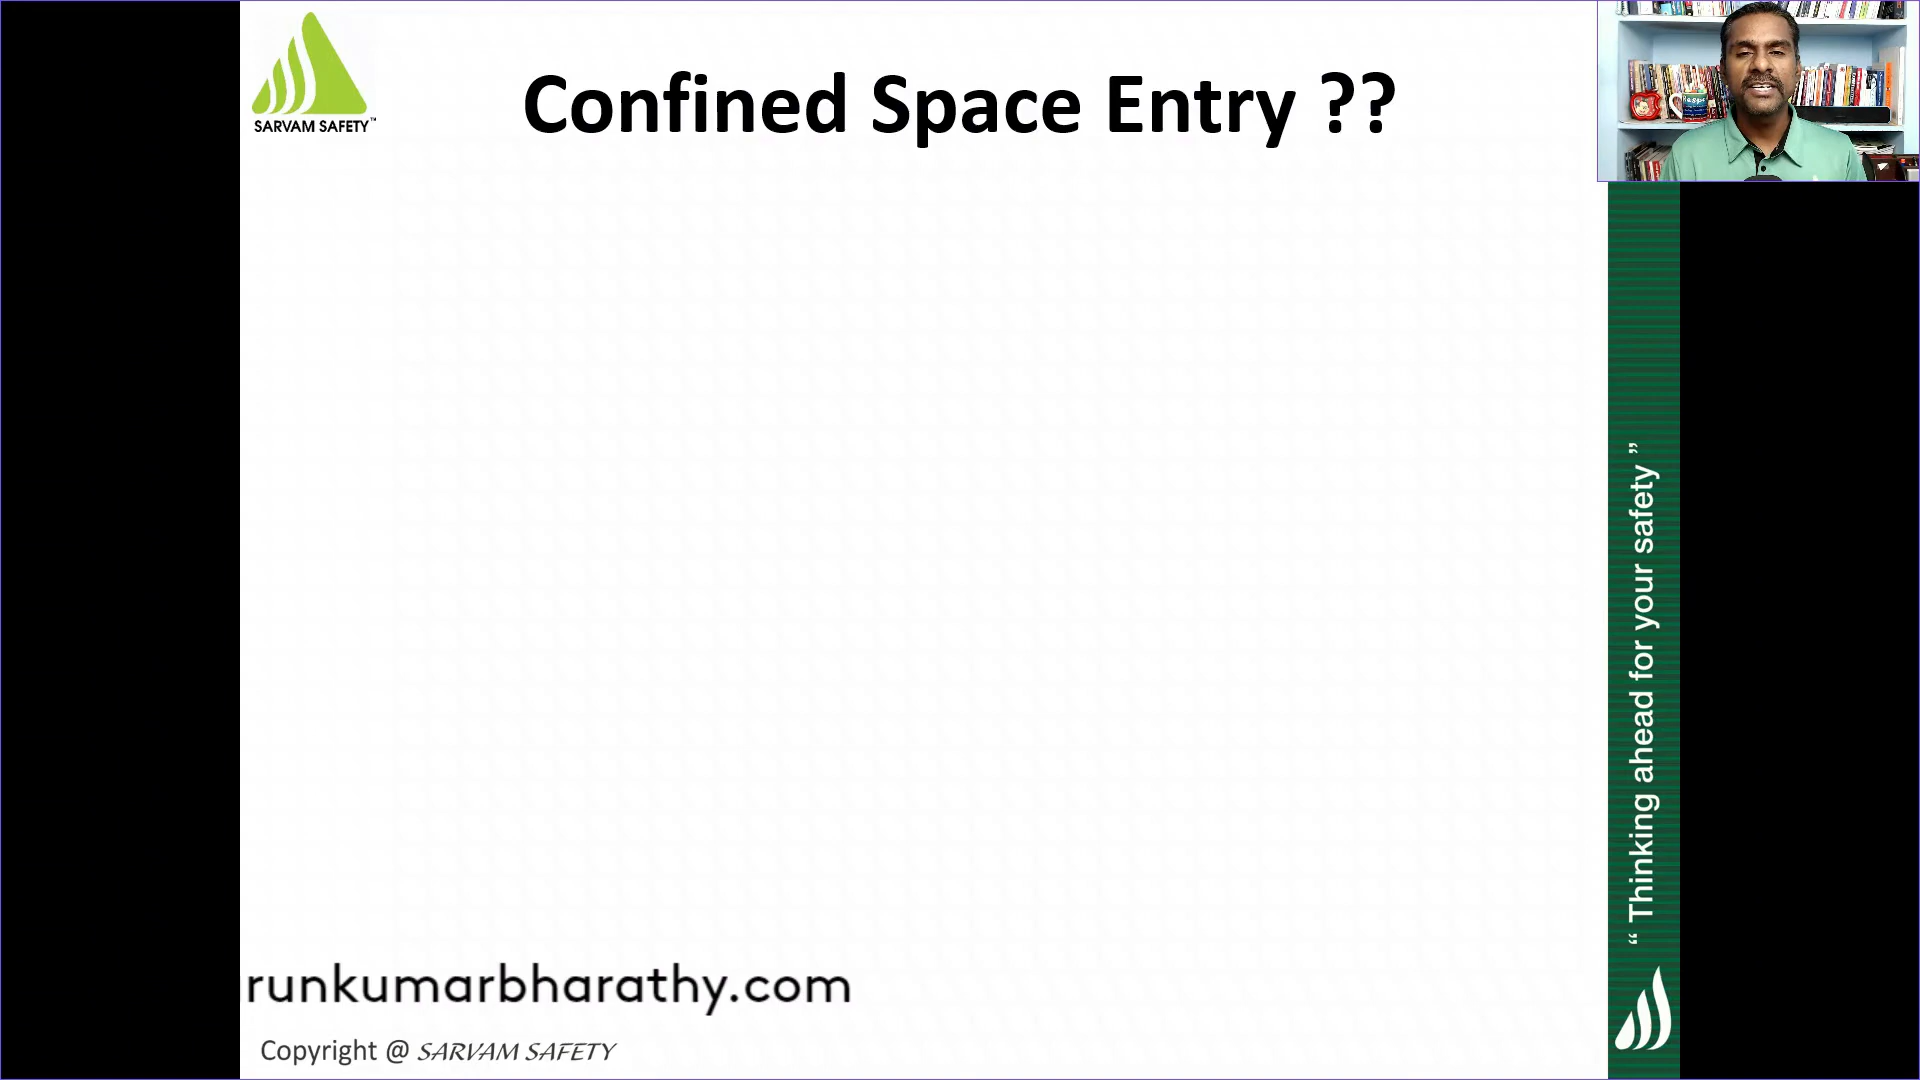 SARVAM SAFETY™
Confined Space Entry ??
“ Thinking ahead for your safety ”
runkumarbharathy.com
Copyright @ SARVAM SAFETY